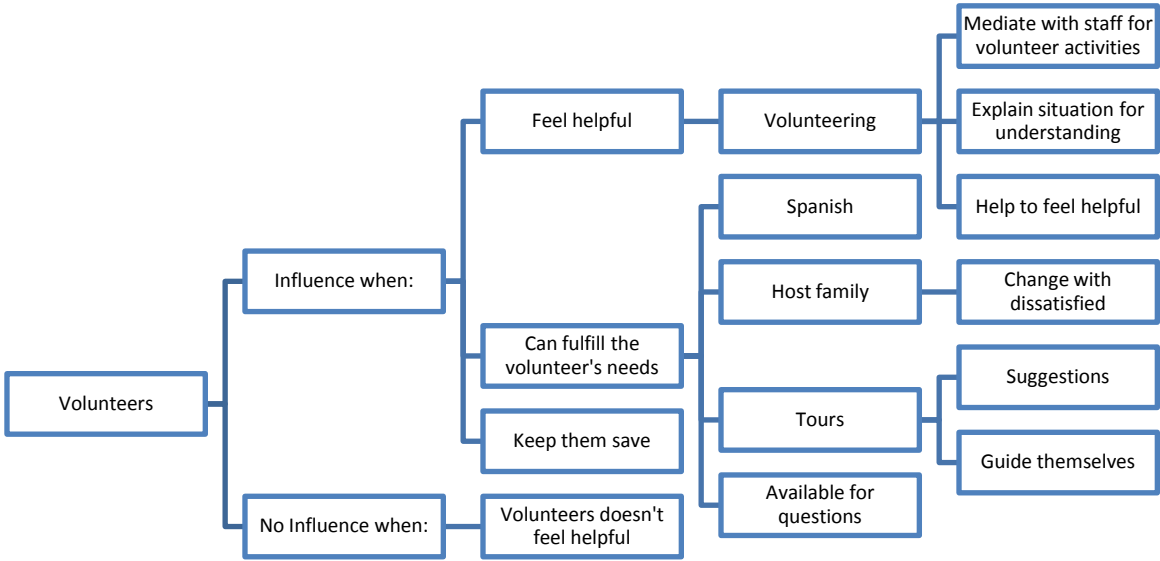 Mediate with staff for
volunteer activities
Feel helpful
Volunteering
Explain situation for
understanding
Spanish
Help to feel helpful
Influence when:
Host family
Change with
dissatisfied
Can fulfill the
volunteer's needs
Suggestions
Volunteers
Tours
Keep them save
Guide themselves
Available for
questions
No Influence when:
Volunteers doesn't
feel helpful